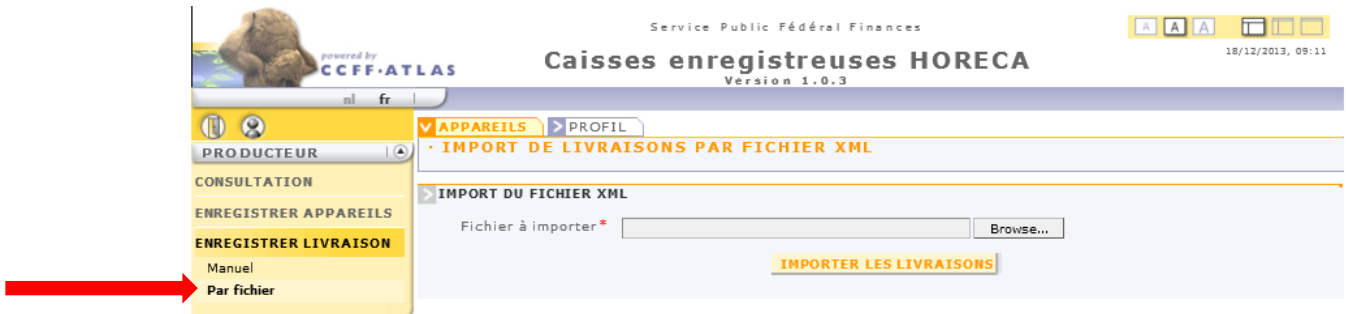 Service Public Fédéral Finances
A A A
powered by
CCFF·ATLAS
Caisses enregistreuses HORECA
18/12/2013, 09:11
Version 1.0.3
nl fr
APPAREILS PROFIL
PRODUCTEUR
· IMPORT DE LIVRAISONS PAR FICHIER XML
CONSULTATION
IMPORT DU FICHIER XML
ENREGISTRER APPAREILS
Fichier à importer* Browse...
ENREGISTRER LIVRAISON
Manuel
IMPORTER LES LIVRAISONS
Par fichier